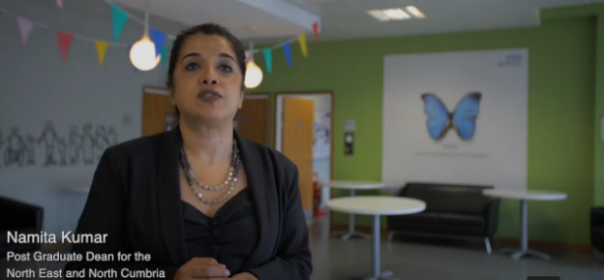 Namita Kumar
Post Graduate Dean for the
North East and North Cumbria